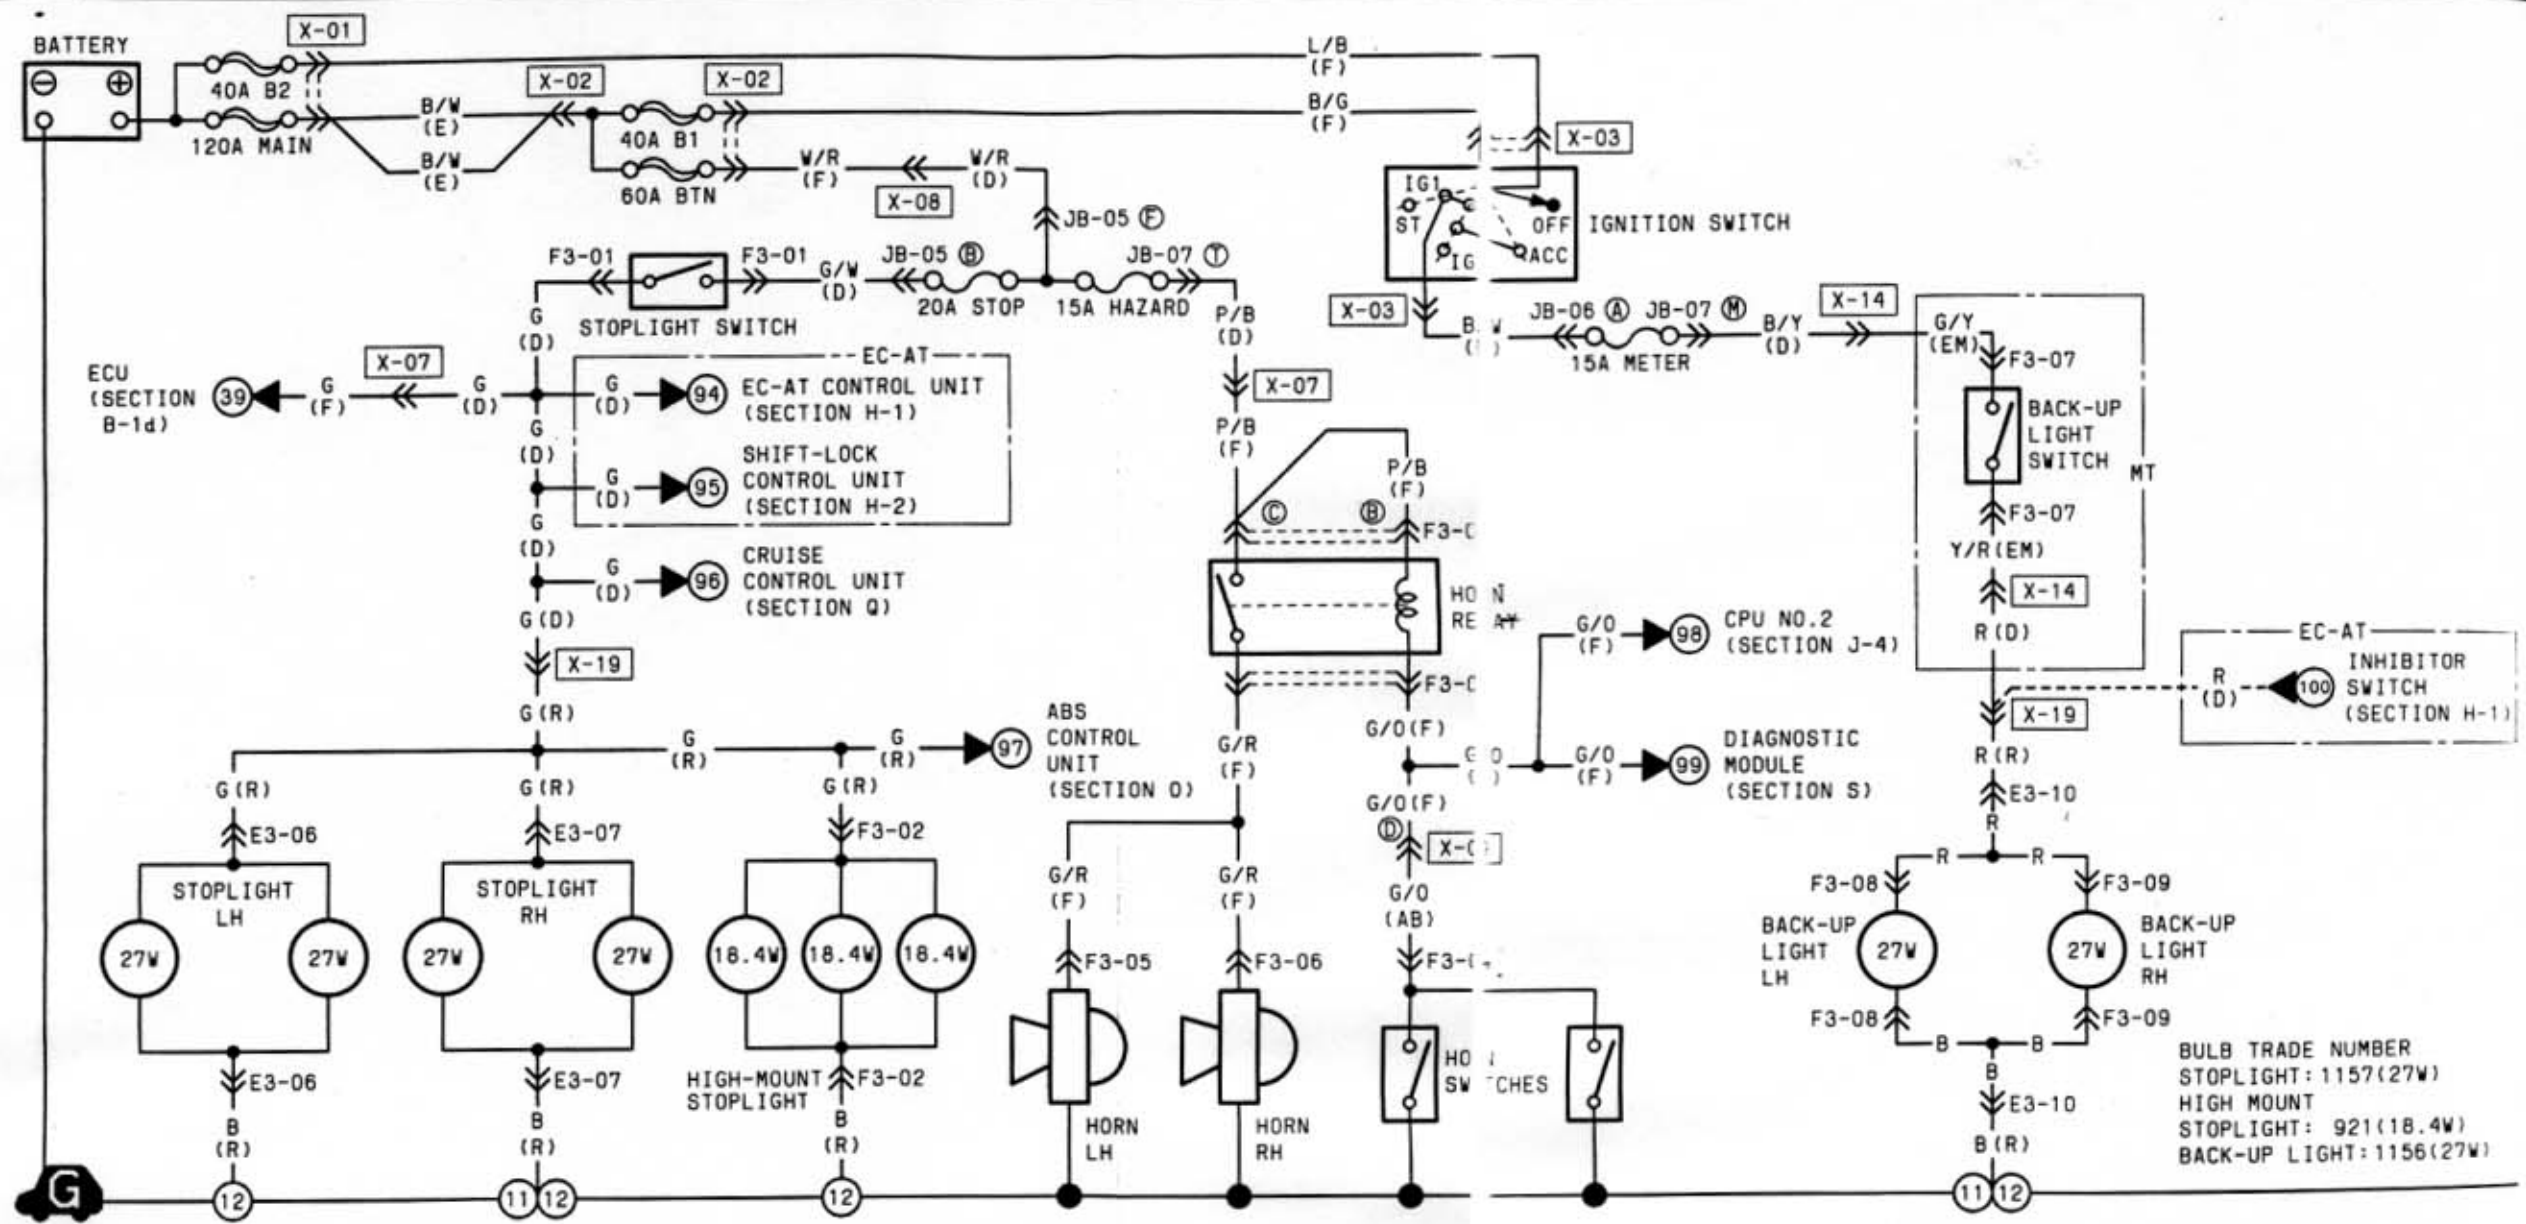 BATTERY
X-01
40A B2
120A MAIN
B/W
(E)
B/W
(E)
X-02
40A B1
60A BTN
X-02
L/B
(F)
B/G
(F)
W/R
(F)
X-08
W/R
(D)
JB-05 F
X-03
IG1
ST
OFF
IG
ACC
IGNITION SWITCH
F3-01
F3-01
STOPLIGHT SWITCH
G/W
(D)
JB-05 B
20A STOP
JB-07 T
15A HAZARD
P/B
(D)
X-07
P/B
(F)
X-03
JB-06 A
JB-07 M
15A METER
B/Y
(D)
X-14
G/Y
(EM)
F3-07
BACK-UP
LIGHT
SWITCH
MT
F3-07
Y/R(EM)
X-14
R(D)
G
(D)
ECU
(SECTION
B-1d)
39
G
(F)
X-07
G
(D)
EC-AT
G
(D)
94
EC-AT CONTROL UNIT
(SECTION H-1)
G
(D)
G
(D)
95
SHIFT-LOCK
CONTROL UNIT
(SECTION H-2)
G
(D)
G
(D)
96
CRUISE
CONTROL UNIT
(SECTION Q)
G(D)
X-19
G(R)
P/B
(F)
C
B
G/O
(F)
98
CPU NO.2
(SECTION J-4)
G/O(F)
G/O
(F)
99
DIAGNOSTIC
MODULE
(SECTION S)
EC-AT
R
(D)
100
INHIBITOR
SWITCH
(SECTION H-1)
X-19
R(R)
E3-10
R
R
R
G
(R)
G
(R)
97
ABS
CONTROL
UNIT
(SECTION O)
G/R
(F)
G/O(F)
D
G/O
(AB)
G(R)
E3-06
G(R)
E3-07
G(R)
F3-02
STOPLIGHT
LH
27W
27W
STOPLIGHT
RH
27W
27W
18.4W
18.4W
18.4W
G/R
(F)
G/R
(F)
F3-05
F3-06
F3-08
F3-09
BACK-UP
LIGHT
LH
27W
27W
BACK-UP
LIGHT
RH
F3-08
F3-09
B
B
B
E3-10
B(R)
E3-06
E3-07
HIGH-MOUNT
STOPLIGHT
F3-02
B
(R)
B
(R)
B
(R)
HORN
LH
HORN
RH
BULB TRADE NUMBER
STOPLIGHT:1157(27W)
HIGH MOUNT
STOPLIGHT: 921(18.4W)
BACK-UP LIGHT:1156(27W)
G
12
11 12
12
11 12